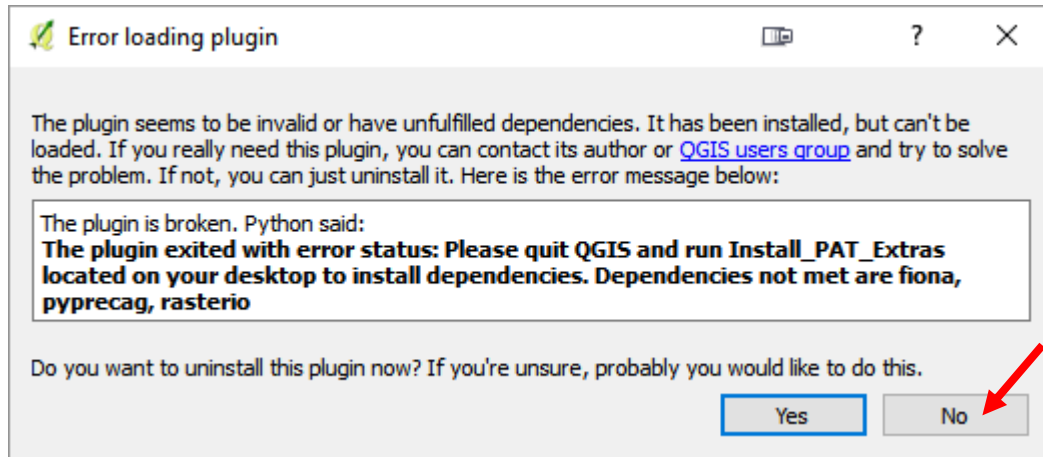 Error loading plugin
?
The plugin seems to be invalid or have unfulfilled dependencies. It has been installed, but can't be
loaded. If you really need this plugin, you can contact its author or QGIS users group and try to solve
the problem. If not, you can just uninstall it. Here is the error message below:
The plugin is broken. Python said:
The plugin exited with error status: Please quit QGIS and run Install_PAT_Extras
located on your desktop to install dependencies. Dependencies not met are fiona,
pyprecag, rasterio
Do you want to uninstall this plugin now? If you're unsure, probably you would like to do this.
Yes No